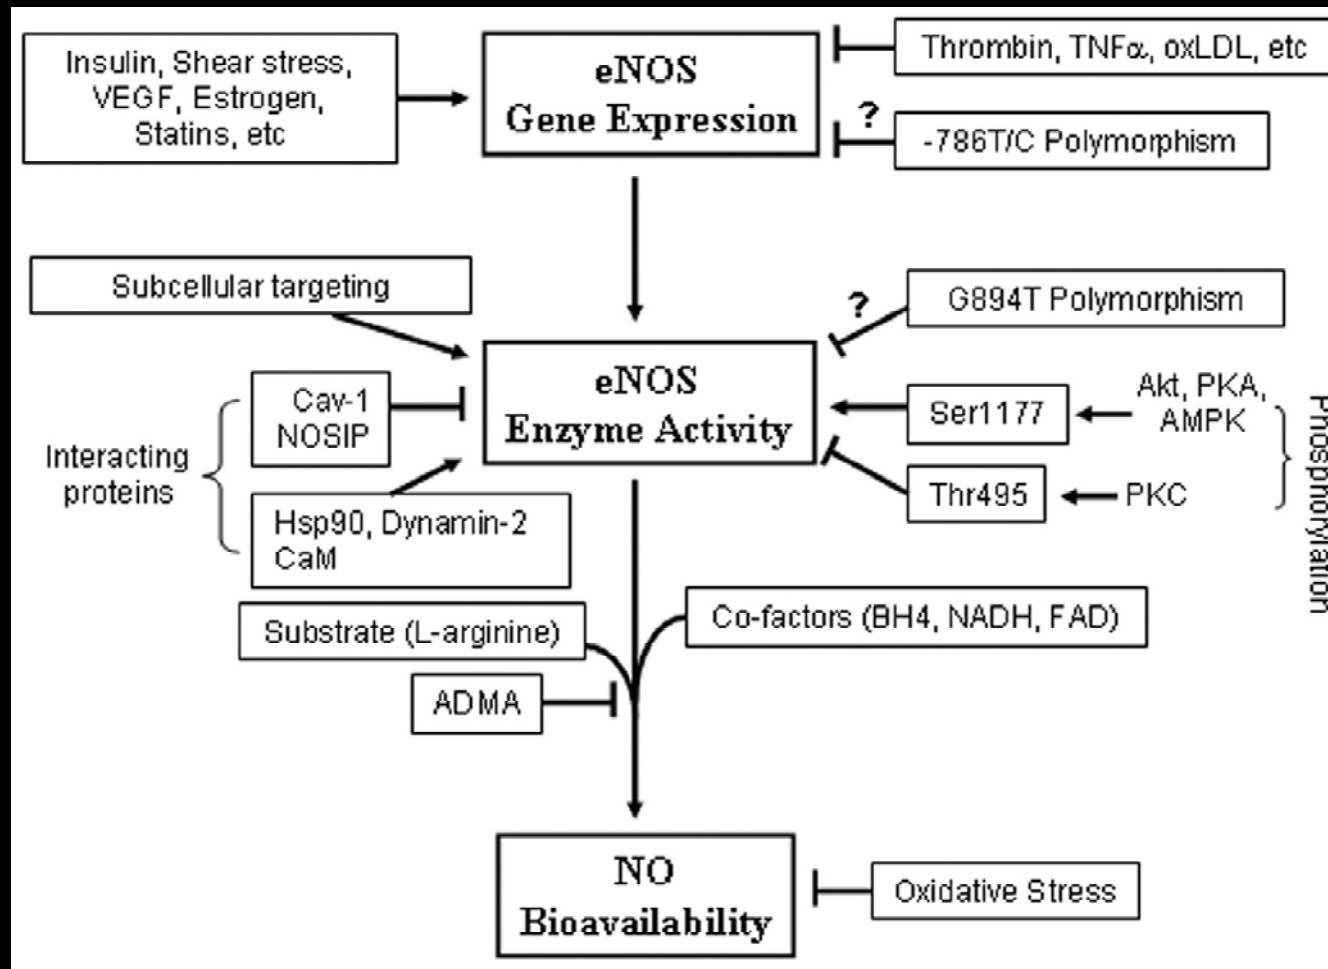 Insulin, Shear stress,
VEGF, Estrogen,
Statins, etc
eNOS
Gene Expression
Thrombin, TNFα, oxLDL, etc
?
-786T/C Polymorphism
Subcellular targeting
?
G894T Polymorphism
eNOS
Enzyme Activity
Cav-1
NOSIP
Interacting
proteins
Hsp90, Dynamin-2
CaM
Ser1177
Akt, PKA,
AMPK
Thr495
PKC
Phosphorylation
Substrate (L-arginine)
Co-factors (BH4, NADH, FAD)
ADMA
NO
Bioavailability
Oxidative Stress